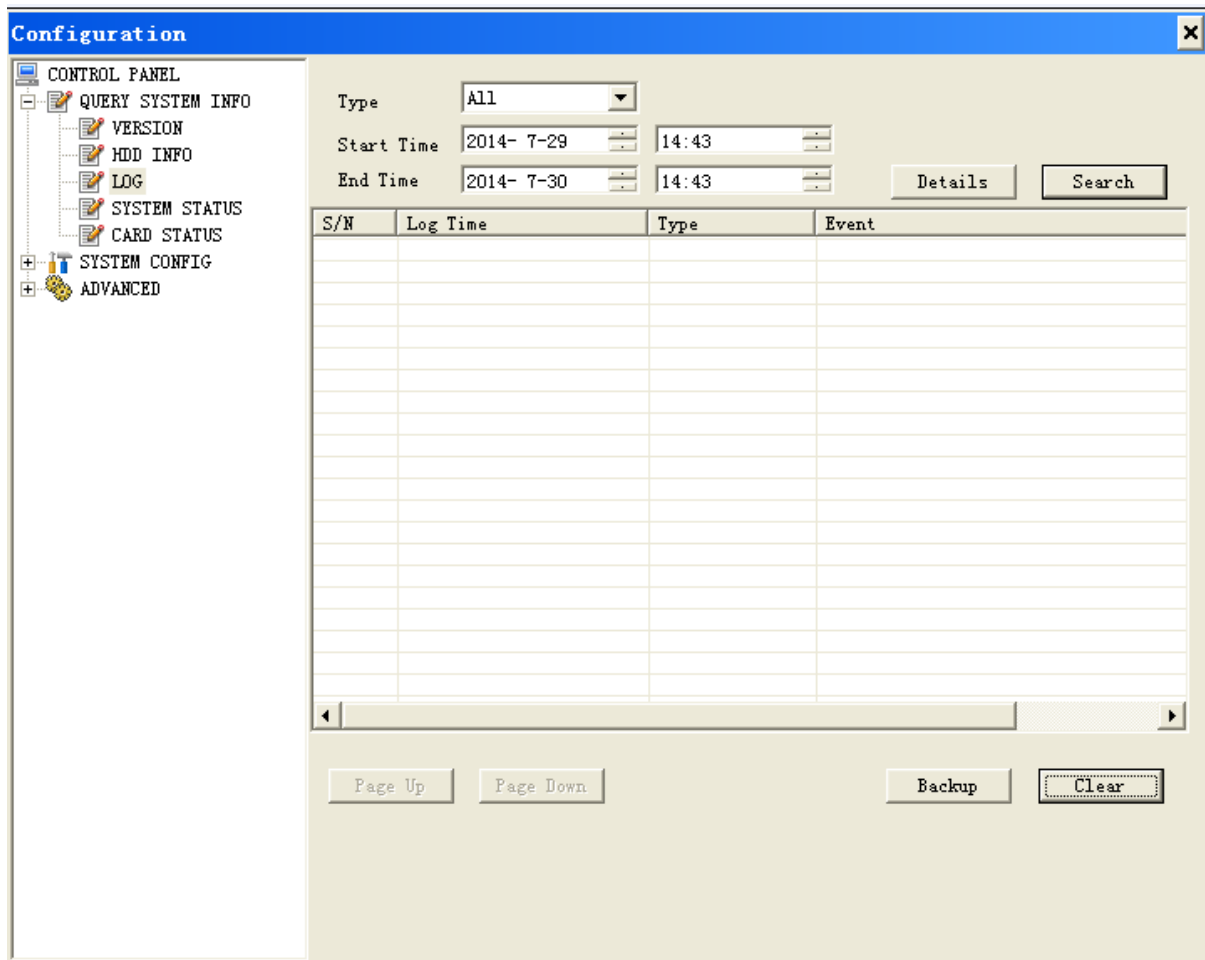 Configuration
CONTROL PANEL
QUERY SYSTEM INFO
VERSION
HDD INFO
LOG
SYSTEM STATUS
CARD STATUS
SYSTEM CONFIG
ADVANCED
Type All
Start Time 2014- 7-29 14:43
End Time 2014- 7-30 14:43 Details Search
S/N Log Time Type Event
Page Up Page Down Backup Clear